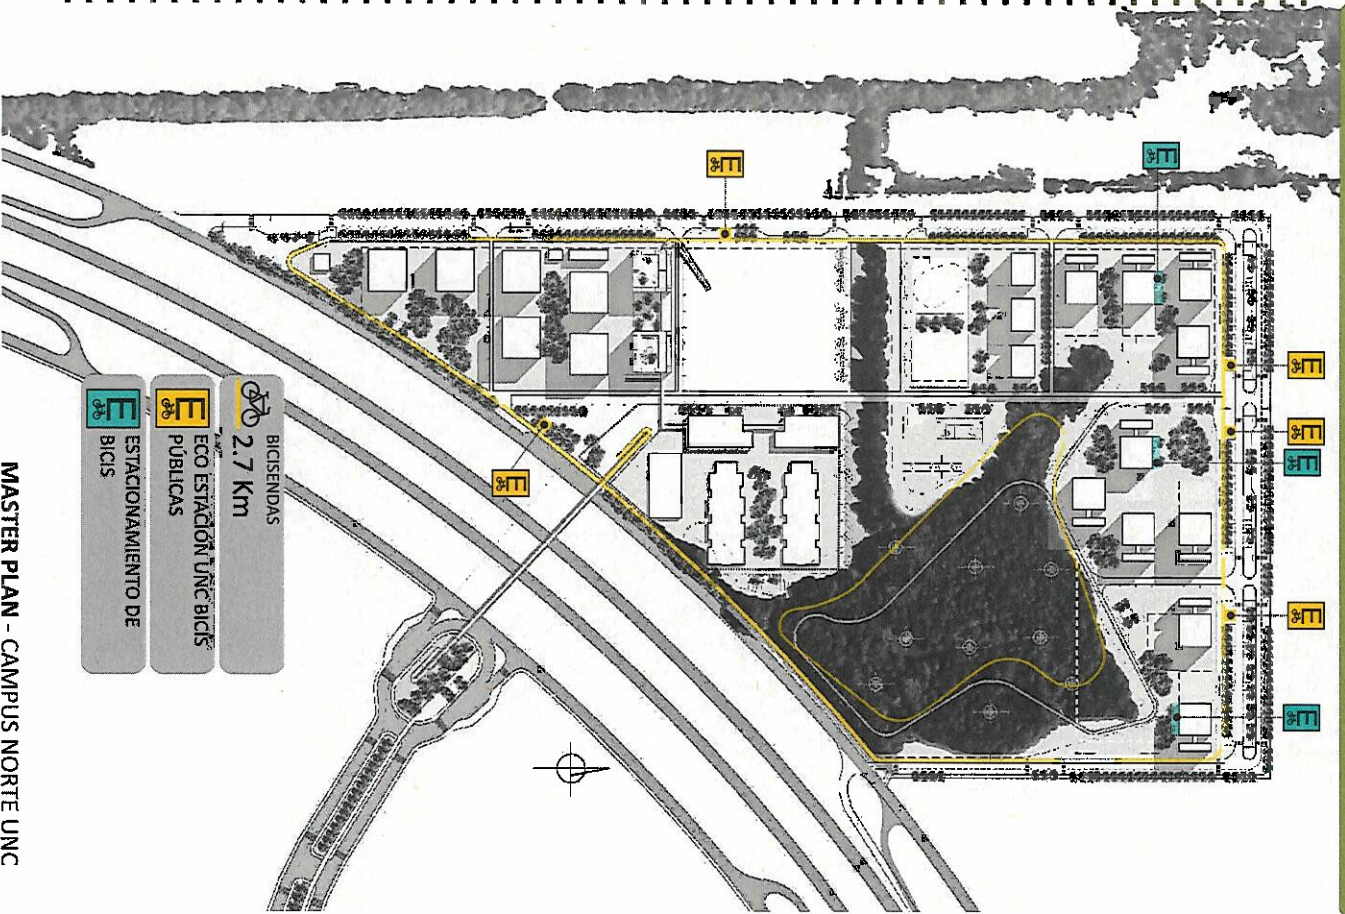 E
E
E
E
E
E
E
E
BICISENDAS
2.7 Km
E
ECO ESTACIÓN UNC BICIS
PÚBLICAS
E
ESTACIONAMIENTO DE
BICIS
MASTER PLAN - CAMPUS NORTE UNC